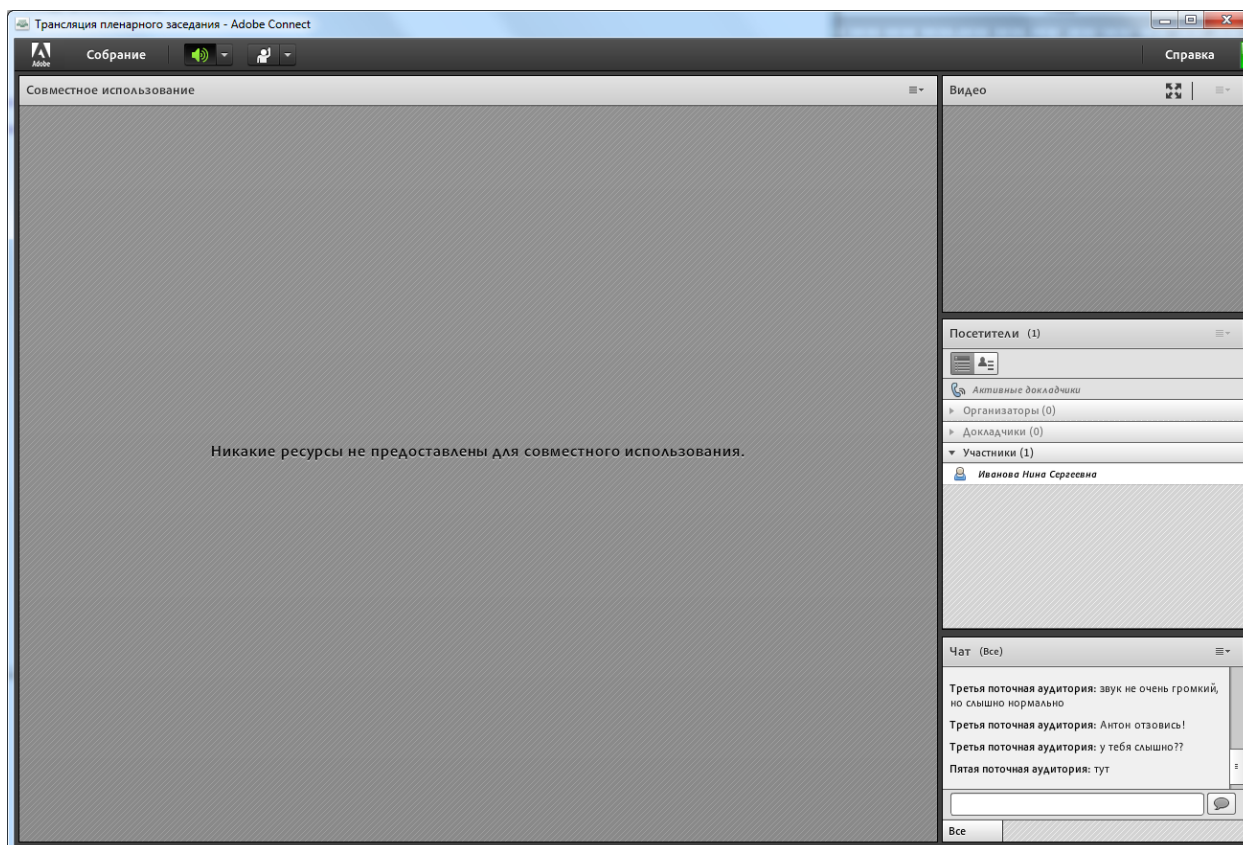 Трансляция пленарного заседания - Adobe Connect
Adobe
Собрание
Справка
Совместное использование
Никакие ресурсы не предоставлены для совместного использования.
Видео
Посетители (1)
Активные докладчики
Организаторы (0)
Докладчики (0)
Участники (1)
Иванова Нина Сергеевна
Чат (Все)
Третья поточная аудитория: звук не очень громкий,
но слышно нормально
Третья поточная аудитория: Антон отзовись!
Третья поточная аудитория: у тебя слышно??
Пятая поточная аудитория: тут
Все